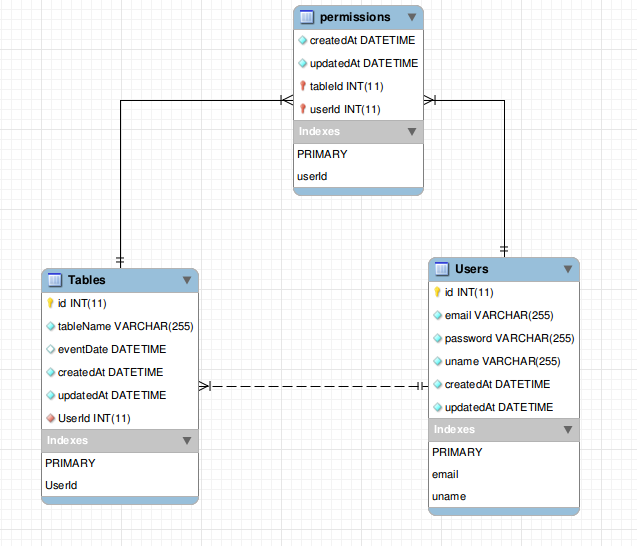 permissions
createdAt DATETIME
updatedAt DATETIME
tableId INT(11)
userId INT(11)
Indexes
PRIMARY
userId
Tables
id INT(11)
tableName VARCHAR(255)
eventDate DATETIME
createdAt DATETIME
updatedAt DATETIME
UserId INT(11)
Indexes
PRIMARY
UserId
Users
id INT(11)
email VARCHAR(255)
password VARCHAR(255)
uname VARCHAR(255)
createdAt DATETIME
updatedAt DATETIME
Indexes
PRIMARY
email
uname